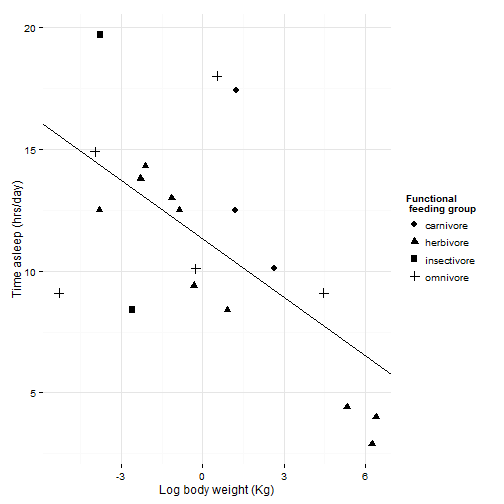 20
15
10
5
Time asleep (hrs/day)
-3
0
3
6
Log body weight (Kg)
Functional
feeding group
carnivore
herbivore
insectivore
omnivore